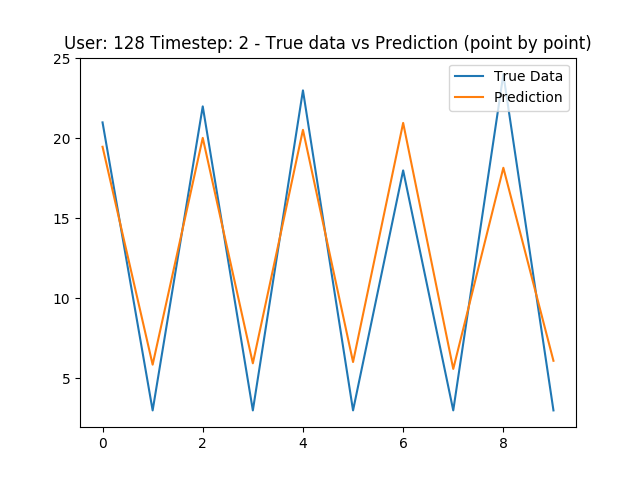 User: 128 Timestep: 2 - True data vs Prediction (point by point)
25
True Data
Prediction
20
15
10
5
0 2 4 6 8